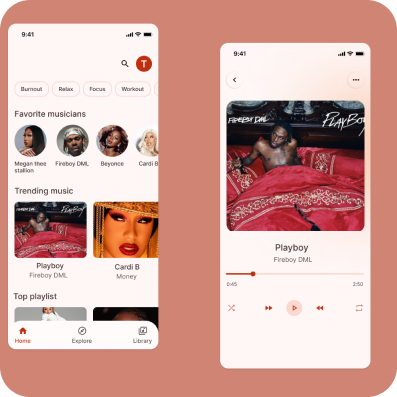 9:41
T
Burnout
Relax
Focus
Workout
Favorite musicians
Megan thee
stallion
Fireboy DML
Beyonce
Cardi B
Trending music
FIREBOY DML
PLAYBOY
Playboy
Fireboy DML
Cardi B
Money
Top playlist
Home
Explore
Library
9:41
FIREBOY DML
PLAYBOY
Playboy
Fireboy DML
0:45
2:50